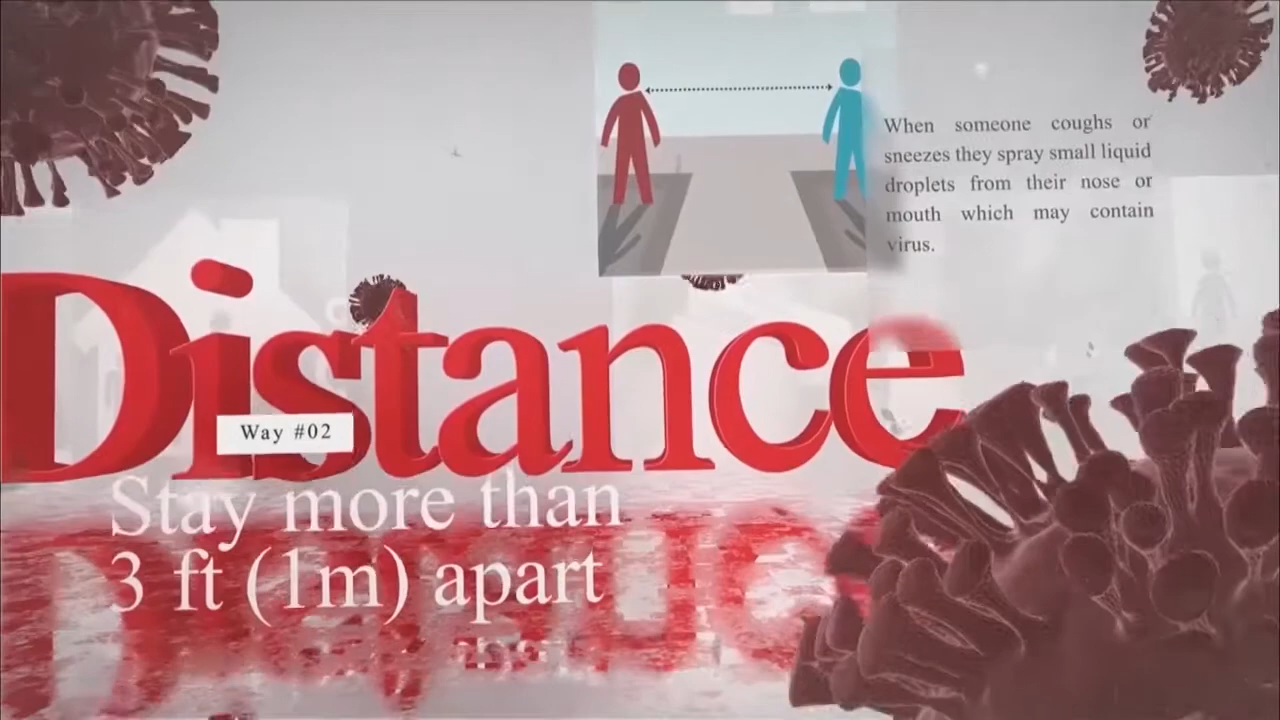 When someone coughs or
sneezes they spray small liquid
droplets from their nose or
mouth which may contain
virus.
Distance
Way #02
Stay more than
3 ft (1m) apart